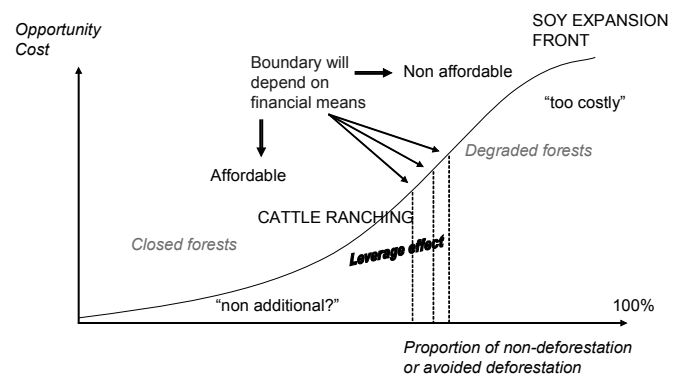 Opportunity
Cost
SOY EXPANSION
FRONT
Boundary will
depend on
financial means
Non affordable
"too costly"
Affordable
Degraded forests
CATTLE RANCHING
Closed forests
Leverage effect
"non additional?"
100%
Proportion of non-deforestation
or avoided deforestation